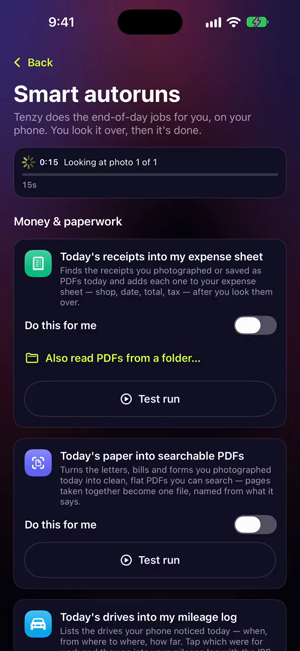 9:41
Back
Smart autoruns
Tenzy does the end-of-day jobs for you, on your
phone. You look it over, then it's done.
0:15 Looking at photo 1 of 1
15s
Money & paperwork
Today's receipts into my expense sheet
Finds the receipts you photographed or saved as
PDFs today and adds each one to your expense
sheet — shop, date, total, tax — after you look them
over.
Do this for me
Also read PDFs from a folder...
Test run
Today's paper into searchable PDFs
Turns the letters, bills and forms you photographed
today into clean, flat PDFs you can search — pages
taken together become one file, named from what it
says.
Do this for me
Test run
Today's drives into my mileage log
Lists the drives your phone noticed today — when,
from where to where, how far. Tap which were for